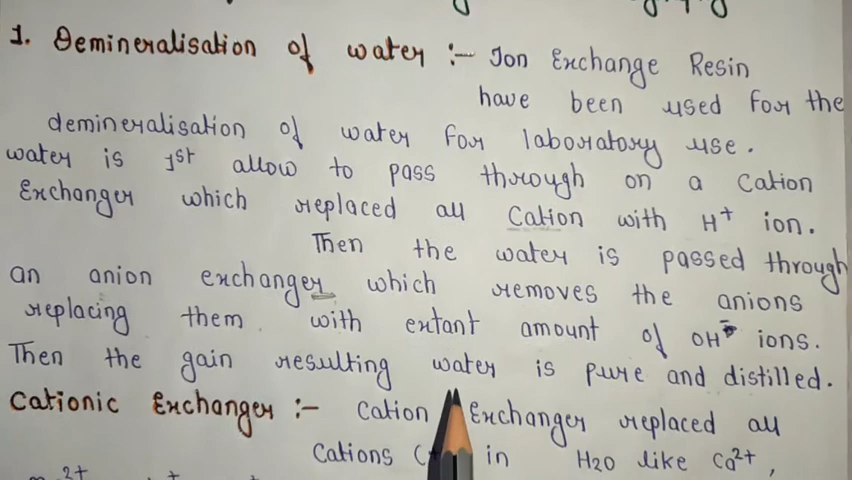 1. Demineralisation of water :- Ion Exchange Resin
have been used for the
demineralisation of water for laboratory use.
water is 1st allow to pass through on a Cation
Exchanger which replaced all Cation with H+ ion.
Then the water is passed through
an anion exchanger which removes the anions
replacing them with extant amount of OH- ions.
Then the gain resulting water is pure and distilled.
Cationic Exchanger :- Cation Exchanger replaced all
Cations in H2O like Ca2+,
2+